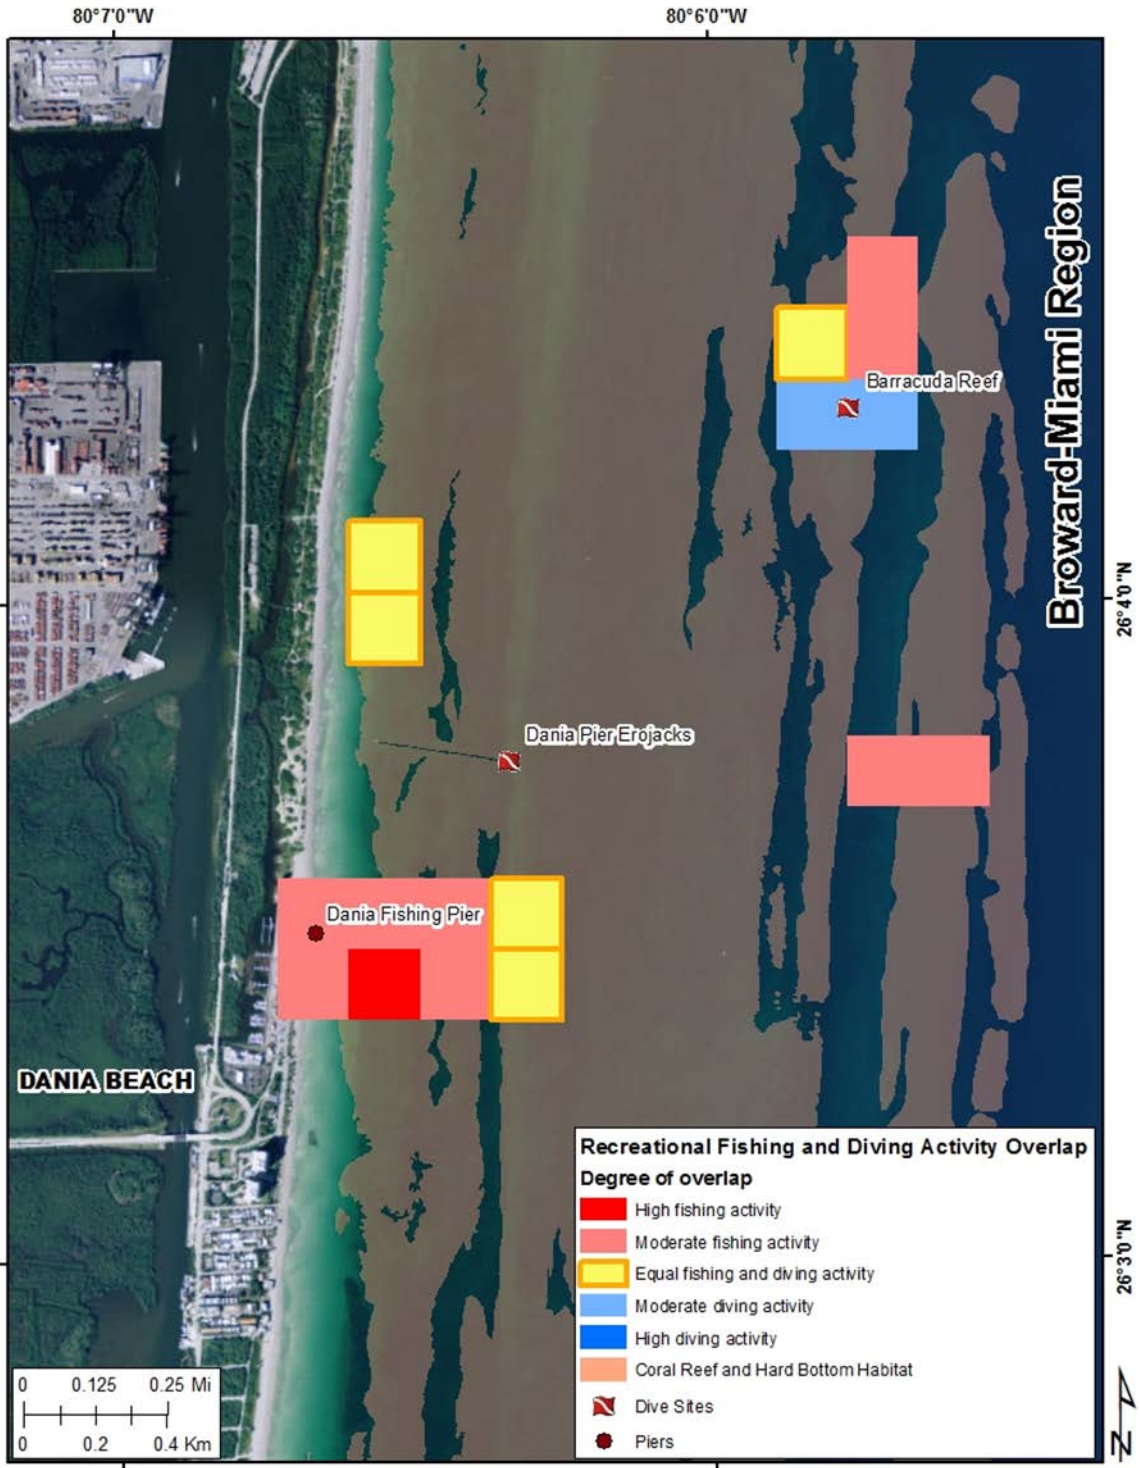 80°7'0"W
80°6'0"W
Broward-Miami Region
Barracuda Reef
26°4'0"N
Dania Pier Erojacks
Dania Fishing Pier
DANIA BEACH
26°3'0"N
Recreational Fishing and Diving Activity Overlap
Degree of overlap
High fishing activity
Moderate fishing activity
Equal fishing and diving activity
Moderate diving activity
High diving activity
Coral Reef and Hard Bottom Habitat
Dive Sites
Piers
0 0.125 0.25 Mi
0 0.2 0.4 Km
N